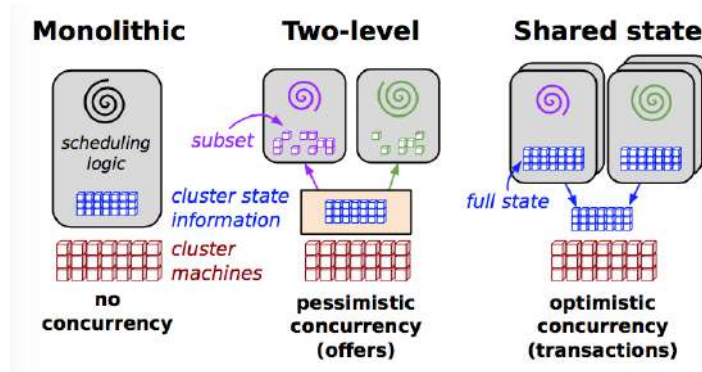 Monolithic
Two-level
Shared state
scheduling
logic
subset
cluster state
information
full state
cluster
machines
no
concurrency
pessimistic
concurrency
(offers)
optimistic
concurrency
(transactions)